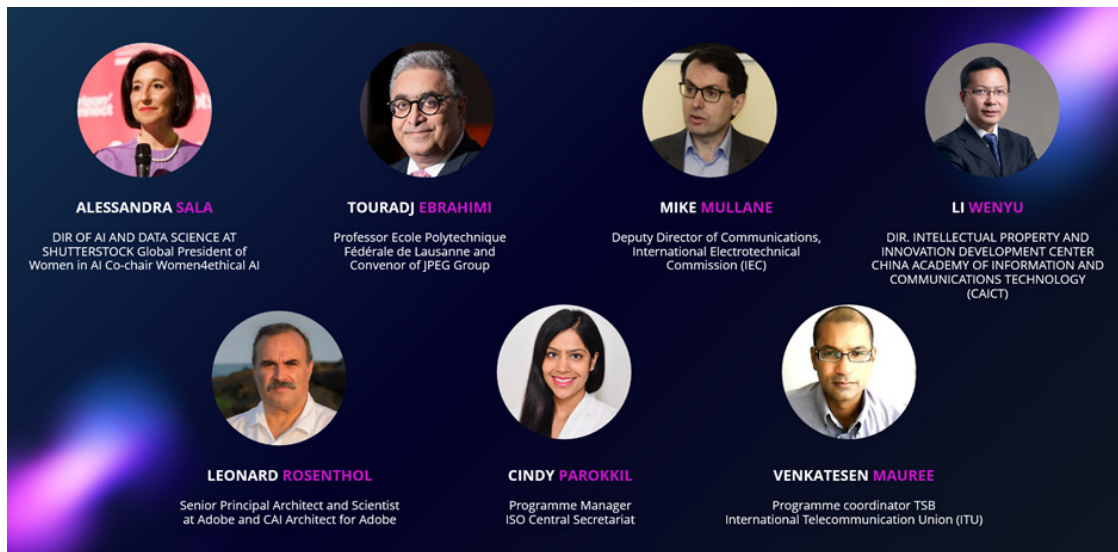 ALESSANDRA SALA
DIR OF AI AND DATA SCIENCE AT
SHUTTERSTOCK Global President of
Women in AI Co-chair Women4ethical AI
TOURADJ EBRAHIMI
Professor Ecole Polytechnique
Fédérale de Lausanne and
Convenor of JPEG Group
MIKE MULLANE
Deputy Director of Communications,
International Electrotechnical
Commission (IEC)
LI WENYU
DIR. INTELLECTUAL PROPERTY AND
INNOVATION DEVELOPMENT CENTER
CHINA ACADEMY OF INFORMATION AND
COMMUNICATIONS TECHNOLOGY
(CAICT)
LEONARD ROSENTHOL
Senior Principal Architect and Scientist
at Adobe and CAI Architect for Adobe
CINDY PAROKKIL
Programme Manager
ISO Central Secretariat
VENKATESEN MAUREE
Programme coordinator TSB
International Telecommunication Union (ITU)